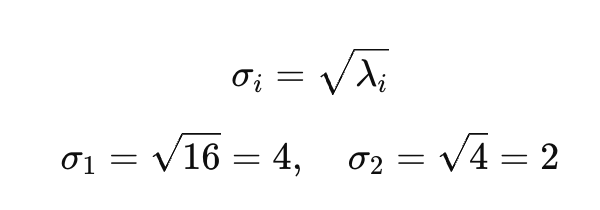 σᵢ = √λᵢ
σ₁ = √16 = 4, σ₂ = √4 = 2